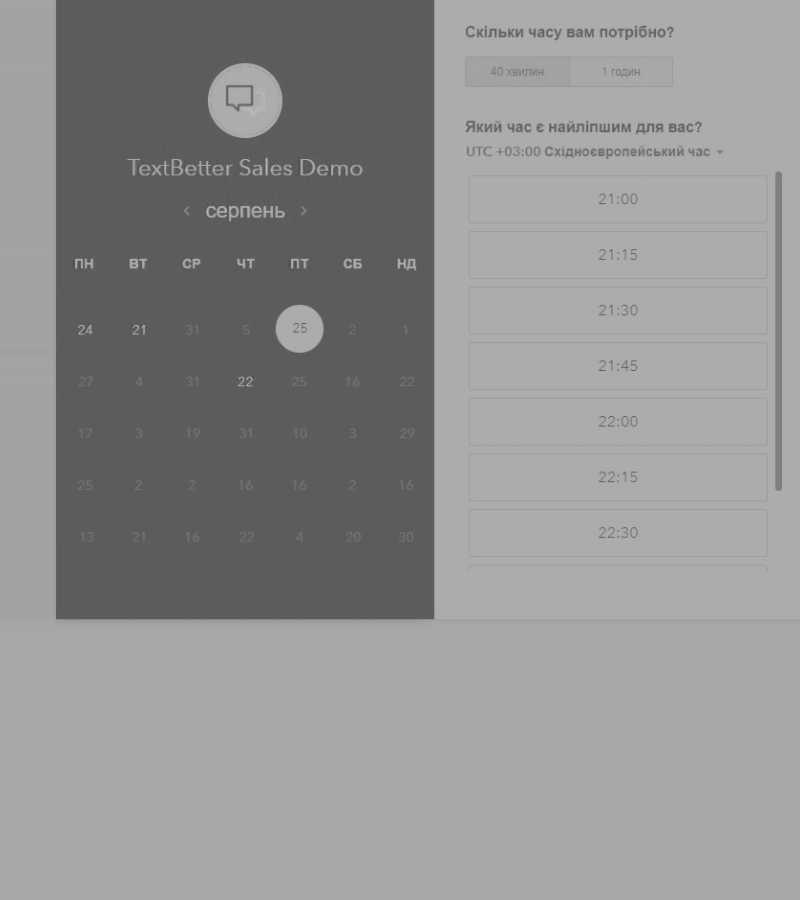 TextBetter Sales Demo
серпень
ПН ВТ СР ЧТ ПТ СБ НД
24 21 31 5 25 2 1
27 4 31 22 25 16 22
17 3 19 31 10 3 29
25 2 2 16 16 2 16
13 21 16 22 4 20 30
Скільки часу вам потрібно?
40 хвилин 1 годин
Який час є найліпшим для вас?
UTC +03:00 Східноєвропейський час
21:00
21:15
21:30
21:45
22:00
22:15
22:30